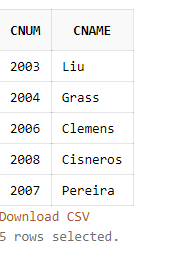 CNUM CNAME
2003 Liu
2004 Grass
2006 Clemens
2008 Cisneros
2007 Pereira
Download CSV
5 rows selected.